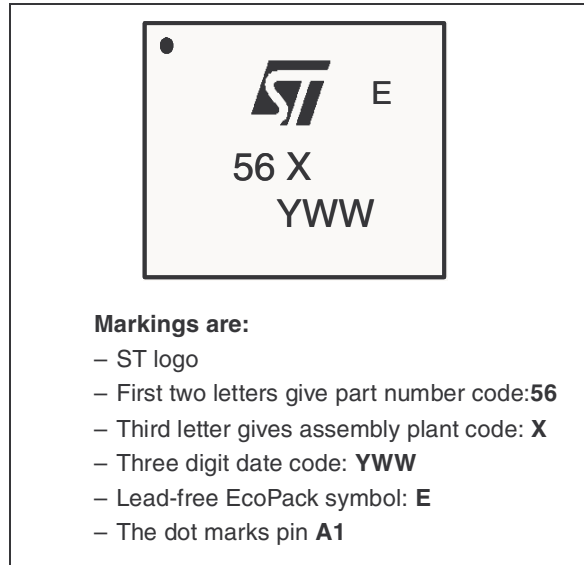 ST E
56 X
YWW
Markings are:
– ST logo
– First two letters give part number code:56
– Third letter gives assembly plant code: X
– Three digit date code: YWW
– Lead-free EcoPack symbol: E
– The dot marks pin A1